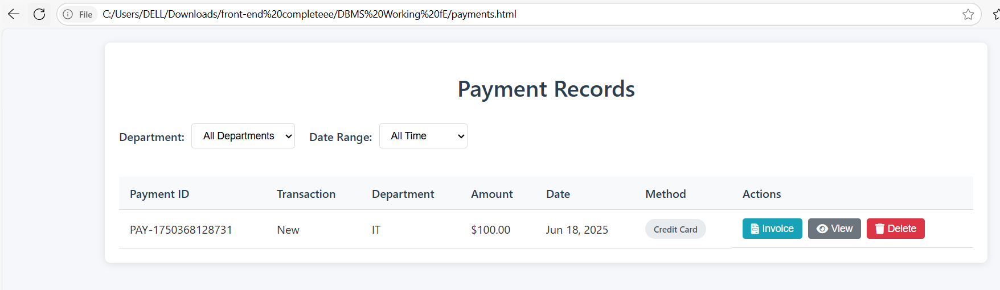 File C:/Users/DELL/Downloads/front-end%20completeee/DBMS%20Working%20fE/payments.html
Payment Records
Department: All Departments Date Range: All Time
Payment ID Transaction Department Amount Date Method Actions
PAY-1750368128731 New IT $100.00 Jun 18, 2025 Credit Card Invoice View Delete